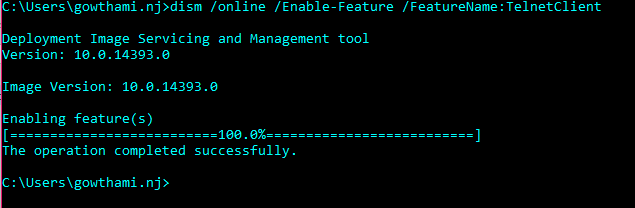 C:\Users\gowthami.nj>dism /online /Enable-Feature /FeatureName:TelnetClient
Deployment Image Servicing and Management tool
Version: 10.0.14393.0
Image Version: 10.0.14393.0
Enabling feature(s)
[==========================100.0%==========================]
The operation completed successfully.
C:\Users\gowthami.nj>